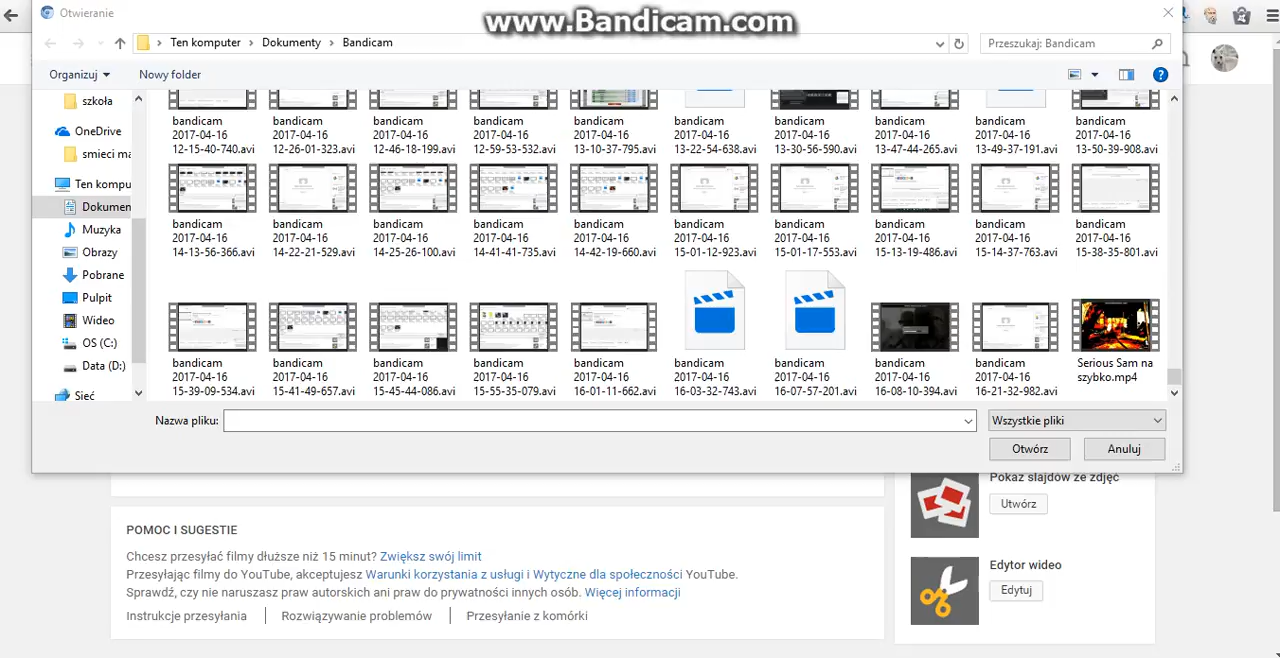 Otwieranie
www.Bandicam.com
Ten komputer > Dokumenty > Bandicam
Przeszukaj: Bandicam
Organizuj
Nowy folder
szkoła
OneDrive
smieci ma
Ten kompu
Dokumen
Muzyka
Obrazy
Pobrane
Pulpit
Wideo
OS (C:)
Data (D:)
Sieć
bandicam bandicam bandicam bandicam bandicam bandicam bandicam bandicam bandicam bandicam
2017-04-16 2017-04-16 2017-04-16 2017-04-16 2017-04-16 2017-04-16 2017-04-16 2017-04-16 2017-04-16 2017-04-16
12-15-40-740.avi 12-26-01-323.avi 12-46-18-199.avi 12-59-53-532.avi 13-10-37-795.avi 13-22-54-638.avi 13-30-56-590.avi 13-47-44-265.avi 13-49-37-191.avi 13-50-39-908.avi
bandicam bandicam bandicam bandicam bandicam bandicam bandicam bandicam bandicam bandicam
2017-04-16 2017-04-16 2017-04-16 2017-04-16 2017-04-16 2017-04-16 2017-04-16 2017-04-16 2017-04-16 2017-04-16
14-13-56-366.avi 14-22-21-529.avi 14-25-26-100.avi 14-41-41-735.avi 14-42-19-660.avi 15-01-12-923.avi 15-01-17-553.avi 15-13-19-486.avi 15-14-37-763.avi 15-38-35-801.avi
bandicam bandicam bandicam bandicam bandicam bandicam bandicam bandicam bandicam Serious Sam na
2017-04-16 2017-04-16 2017-04-16 2017-04-16 2017-04-16 2017-04-16 2017-04-16 2017-04-16 2017-04-16 szybko.mp4
15-39-09-534.avi 15-41-49-657.avi 15-45-44-086.avi 15-55-35-079.avi 16-01-11-662.avi 16-03-32-743.avi 16-07-57-201.avi 16-08-10-394.avi 16-21-32-982.avi
Nazwa pliku:
Wszystkie pliki
Otwórz
Anuluj
Pokaz slajdów ze zdjęć
Utwórz
POMOC I SUGESTIE
Chcesz przesyłać filmy dłuższe niż 15 minut? Zwiększ swój limit
Przesyłając filmy do YouTube, akceptujesz Warunki korzystania z usługi i Wytyczne dla społeczności YouTube.
Sprawdź, czy nie naruszasz praw autorskich ani praw do prywatności innych osób. Więcej informacji
Instrukcje przesyłania
Rozwiązywanie problemów
Przesyłanie z komórki
Edytor wideo
Edytuj